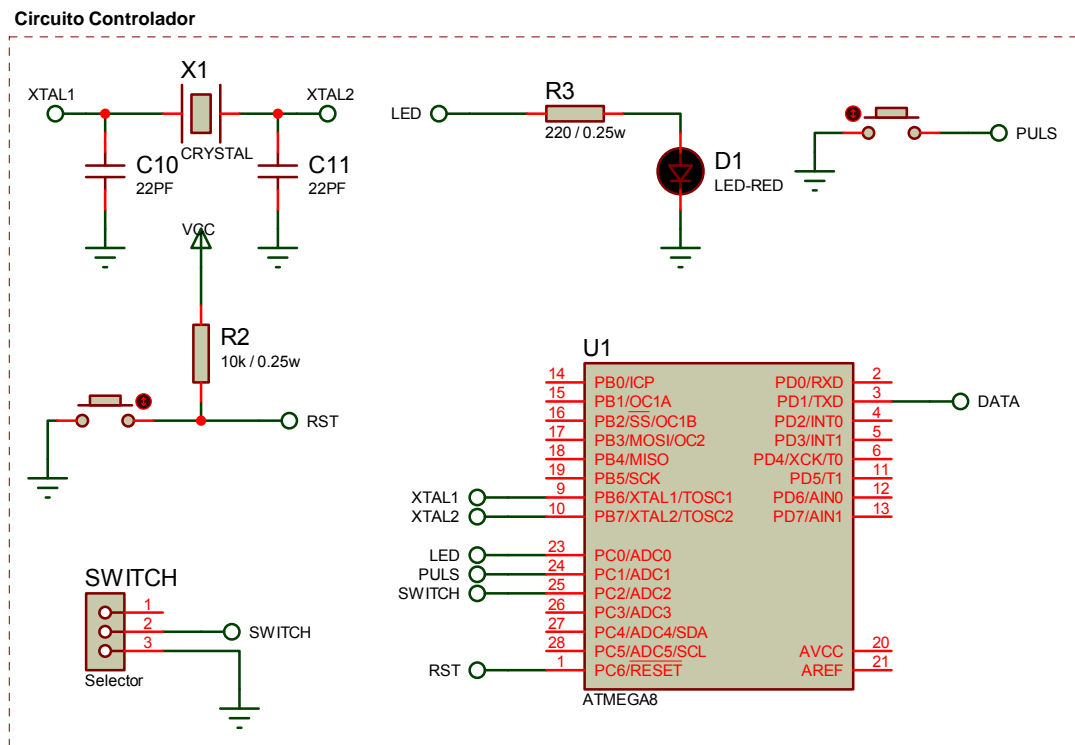 Circuito Controlador
X1
XTAL1
XTAL2
CRYSTAL
C10
22PF
C11
22PF
LED
R3
220 / 0.25w
D1
LED-RED
PULS
VCC
R2
10k / 0.25w
RST
SWITCH
1
2
3
SWITCH
Selector
U1
14 PB0/ICP PD0/RXD 2
15 PB1/OC1A PD1/TXD 3 DATA
16 PB2/SS/OC1B PD2/INT0 4
17 PB3/MOSI/OC2 PD3/INT1 5
18 PB4/MISO PD4/XCK/T0 6
19 PB5/SCK PD5/T1 11
XTAL1 9 PB6/XTAL1/TOSC1 PD6/AIN0 12
XTAL2 10 PB7/XTAL2/TOSC2 PD7/AIN1 13
LED 23 PC0/ADC0
PULS 24 PC1/ADC1
SWITCH 25 PC2/ADC2
26 PC3/ADC3
27 PC4/ADC4/SDA
28 PC5/ADC5/SCL AVCC 20
RST 1 PC6/RESET AREF 21
ATMEGA8